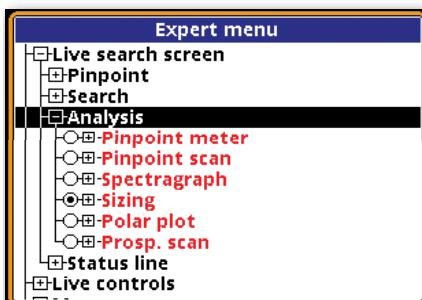 Expert menu
Live search screen
Pinpoint
Search
Analysis
Pinpoint meter
Pinpoint scan
Spectragraph
Sizing
Polar plot
Prosp. scan
Status line
Live controls